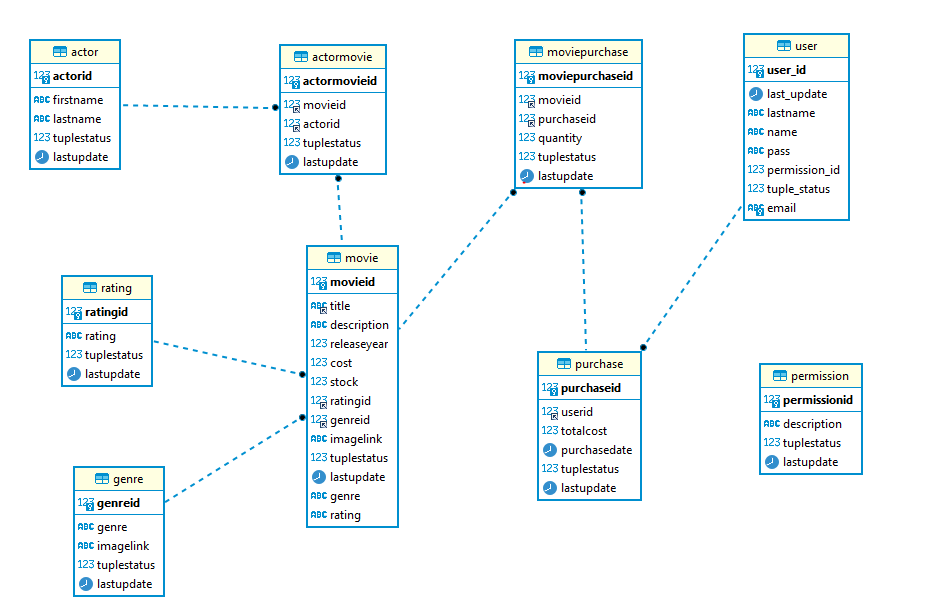 actor
123 actorid
ABC firstname
ABC lastname
123 tuplestatus
lastupdate
actormovie
123 actormovieid
123 movieid
123 actorid
123 tuplestatus
lastupdate
moviepurchase
123 moviepurchaseid
123 movieid
123 purchaseid
123 quantity
123 tuplestatus
lastupdate
user
123 user_id
last_update
ABC lastname
ABC name
ABC pass
123 permission_id
123 tuple_status
ABC email
rating
123 ratingid
ABC rating
123 tuplestatus
lastupdate
movie
123 movieid
ABC title
ABC description
123 releaseyear
123 cost
123 stock
123 ratingid
123 genreid
ABC imagelink
123 tuplestatus
lastupdate
ABC genre
ABC rating
purchase
123 purchaseid
123 userid
123 totalcost
purchasedate
123 tuplestatus
lastupdate
permission
123 permissionid
ABC description
123 tuplestatus
lastupdate
genre
123 genreid
ABC genre
ABC imagelink
123 tuplestatus
lastupdate